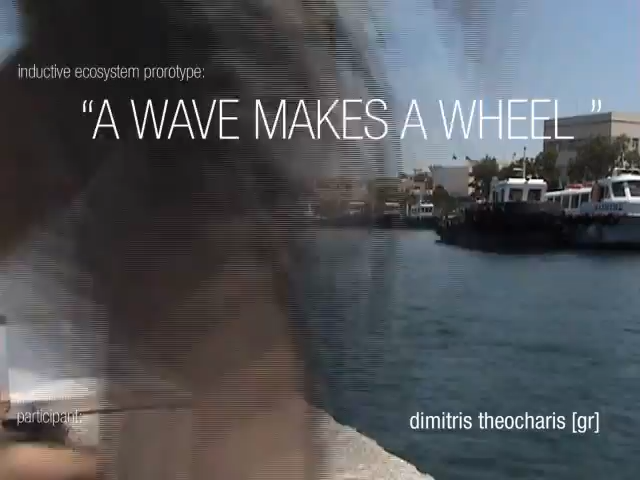 inductive ecosystem prorotype:
“A WAVE MAKES A WHEEL ”
participant:
dimitris theocharis [gr]